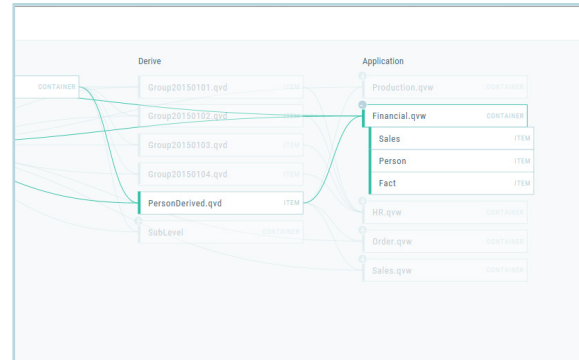 Derive
Application
CONTAINER
Group20150101.qvd ITEM
Group20150102.qvd ITEM
Group20150103.qvd ITEM
Group20150104.qvd ITEM
PersonDerived.qvd ITEM
SubLevel CONTAINER
Production.qvw CONTAINER
Financial.qvw CONTAINER
Sales ITEM
Person ITEM
Fact ITEM
HR.qvw CONTAINER
Order.qvw CONTAINER
Sales.qvw CONTAINER